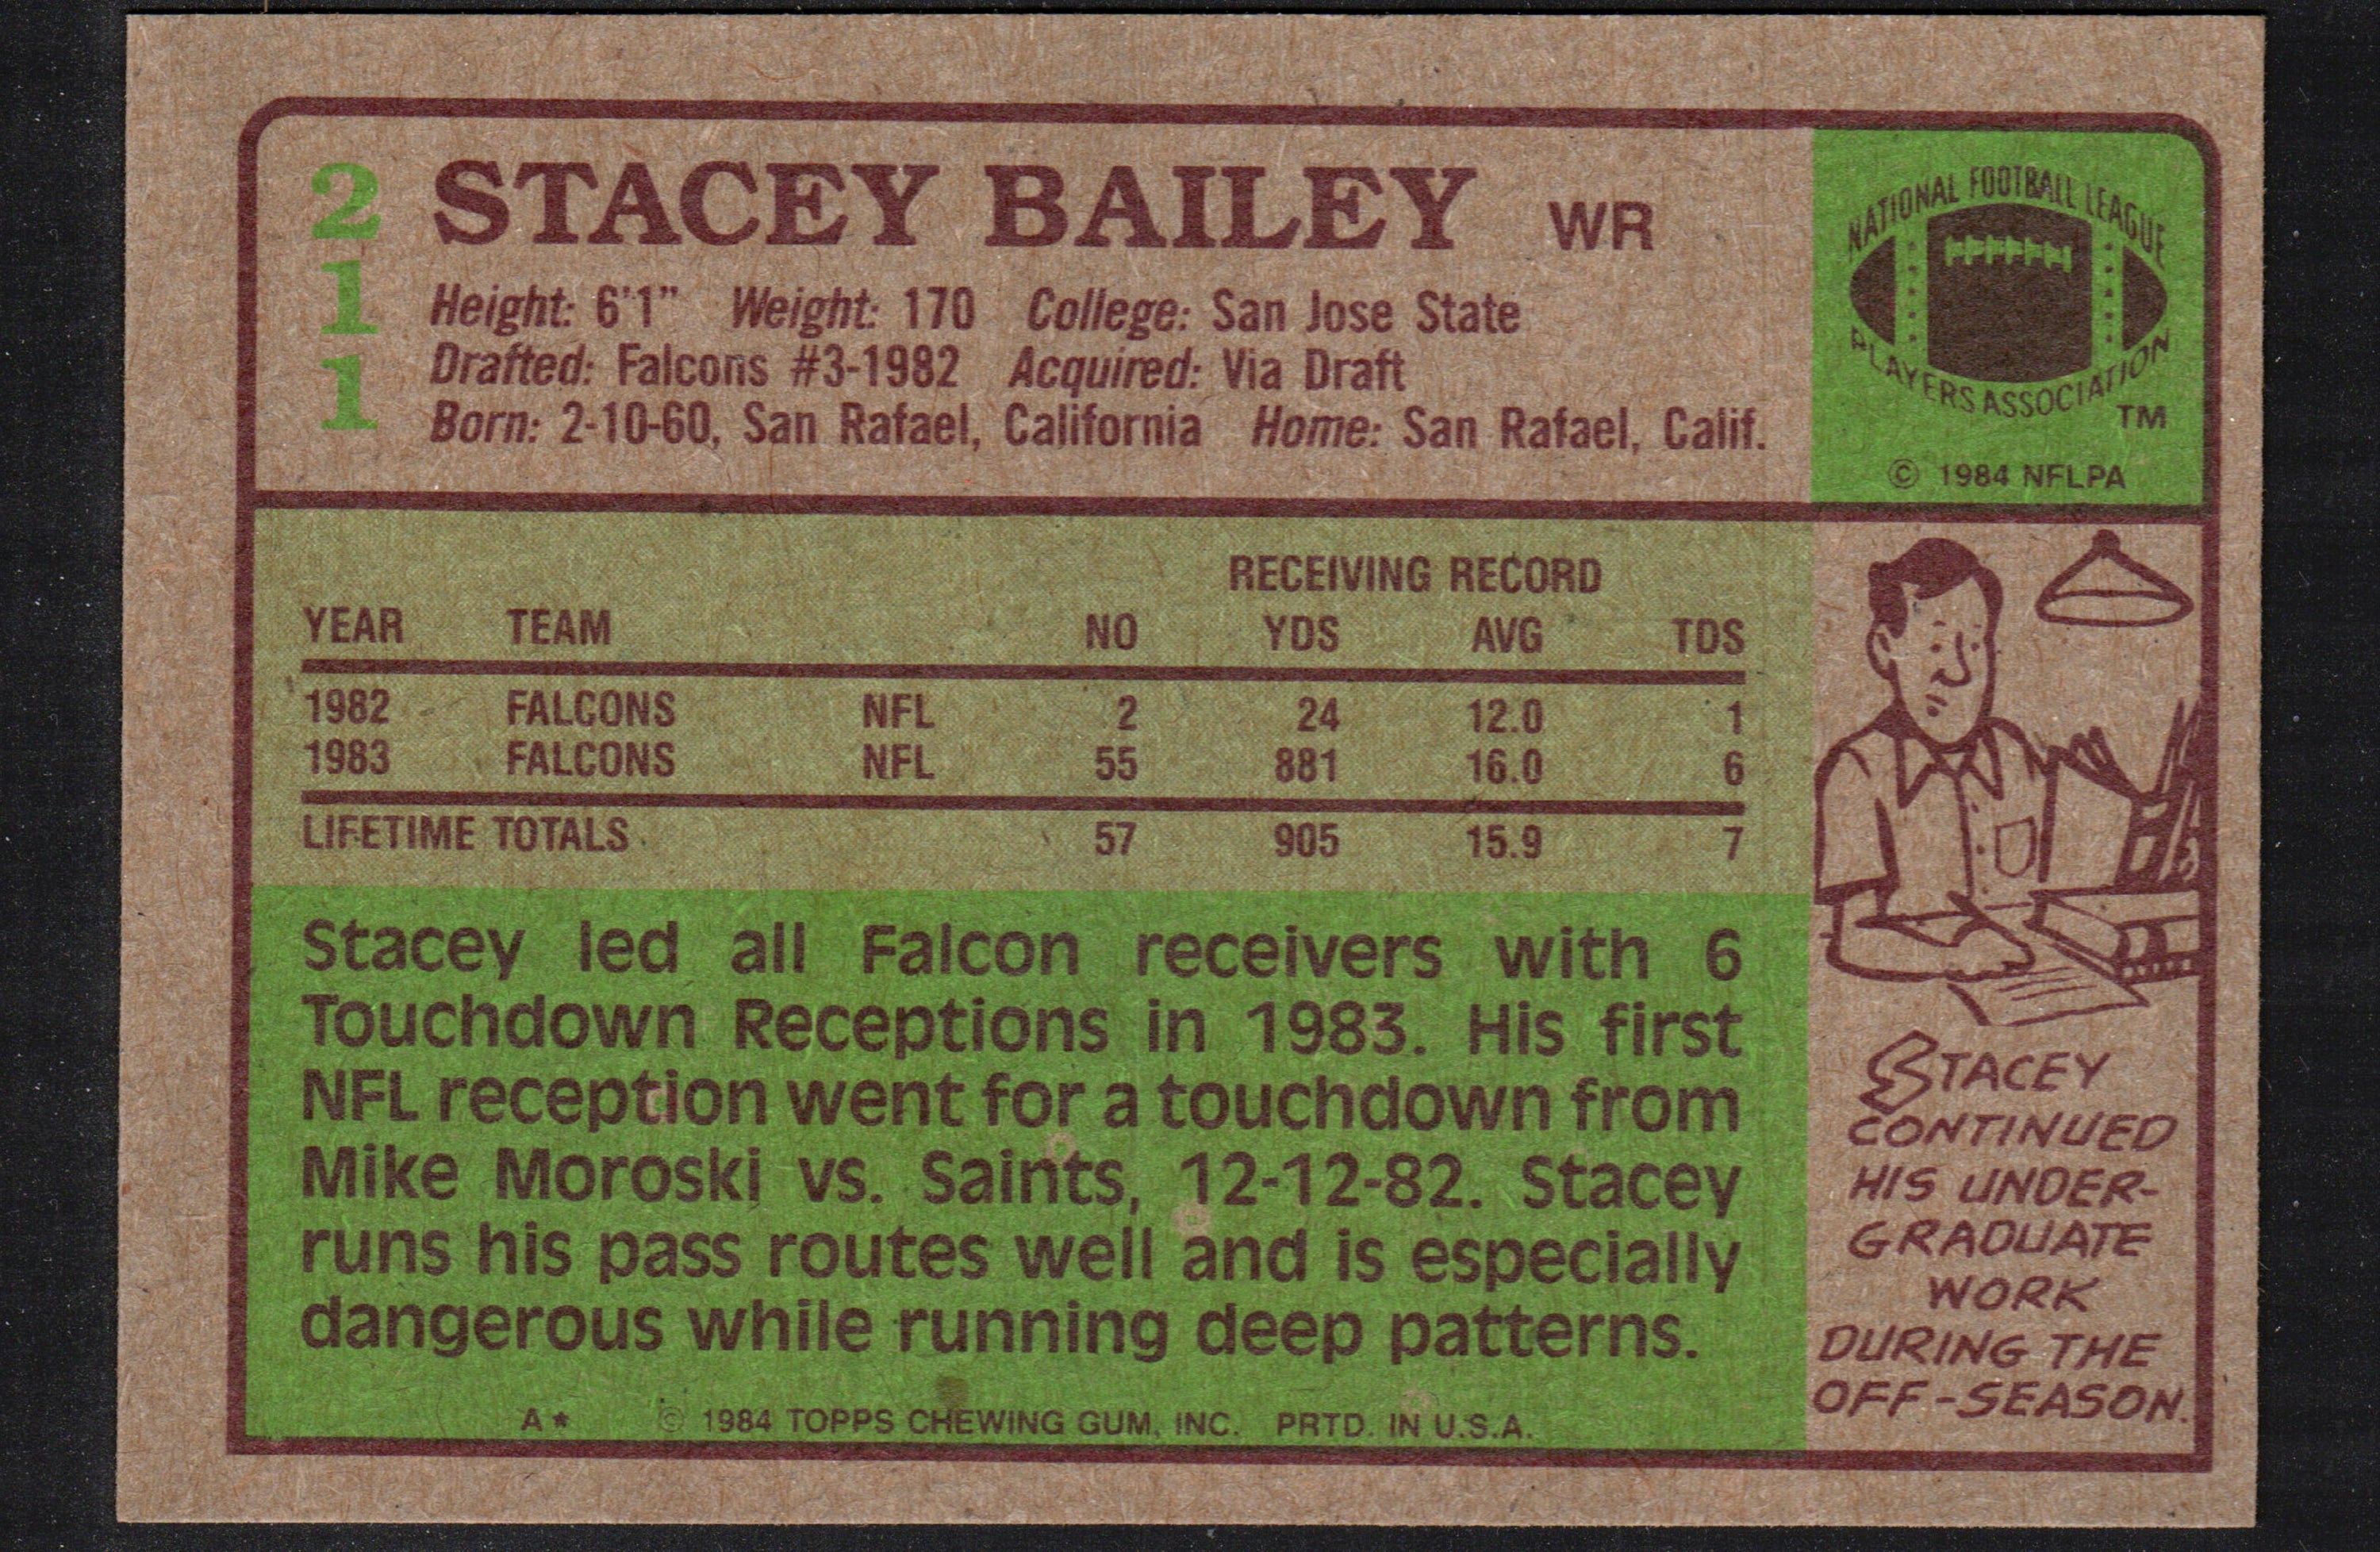 211
STACEY BAILEY WR
Height: 6'1" Weight: 170 College: San Jose State
Drafted: Falcons #3-1982 Acquired: Via Draft
Born: 2-10-60, San Rafael, California Home: San Rafael, Calif.
NATIONAL FOOTBALL LEAGUE
PLAYERS ASSOCIATION
TM
© 1984 NFLPA
RECEIVING RECORD
YEAR TEAM NO YDS AVG TDS
1982 FALCONS NFL 2 24 12.0 1
1983 FALCONS NFL 55 881 16.0 6
LIFETIME TOTALS 57 905 15.9 7
Stacey led all Falcon receivers with 6
Touchdown Receptions in 1983. His first
NFL reception went for a touchdown from
Mike Moroski vs. Saints, 12-12-82. Stacey
runs his pass routes well and is especially
dangerous while running deep patterns.
A* © 1984 TOPPS CHEWING GUM, INC. PRTD. IN U.S.A.
STACEY
CONTINUED
HIS UNDER-
GRADUATE
WORK
DURING THE
OFF-SEASON.